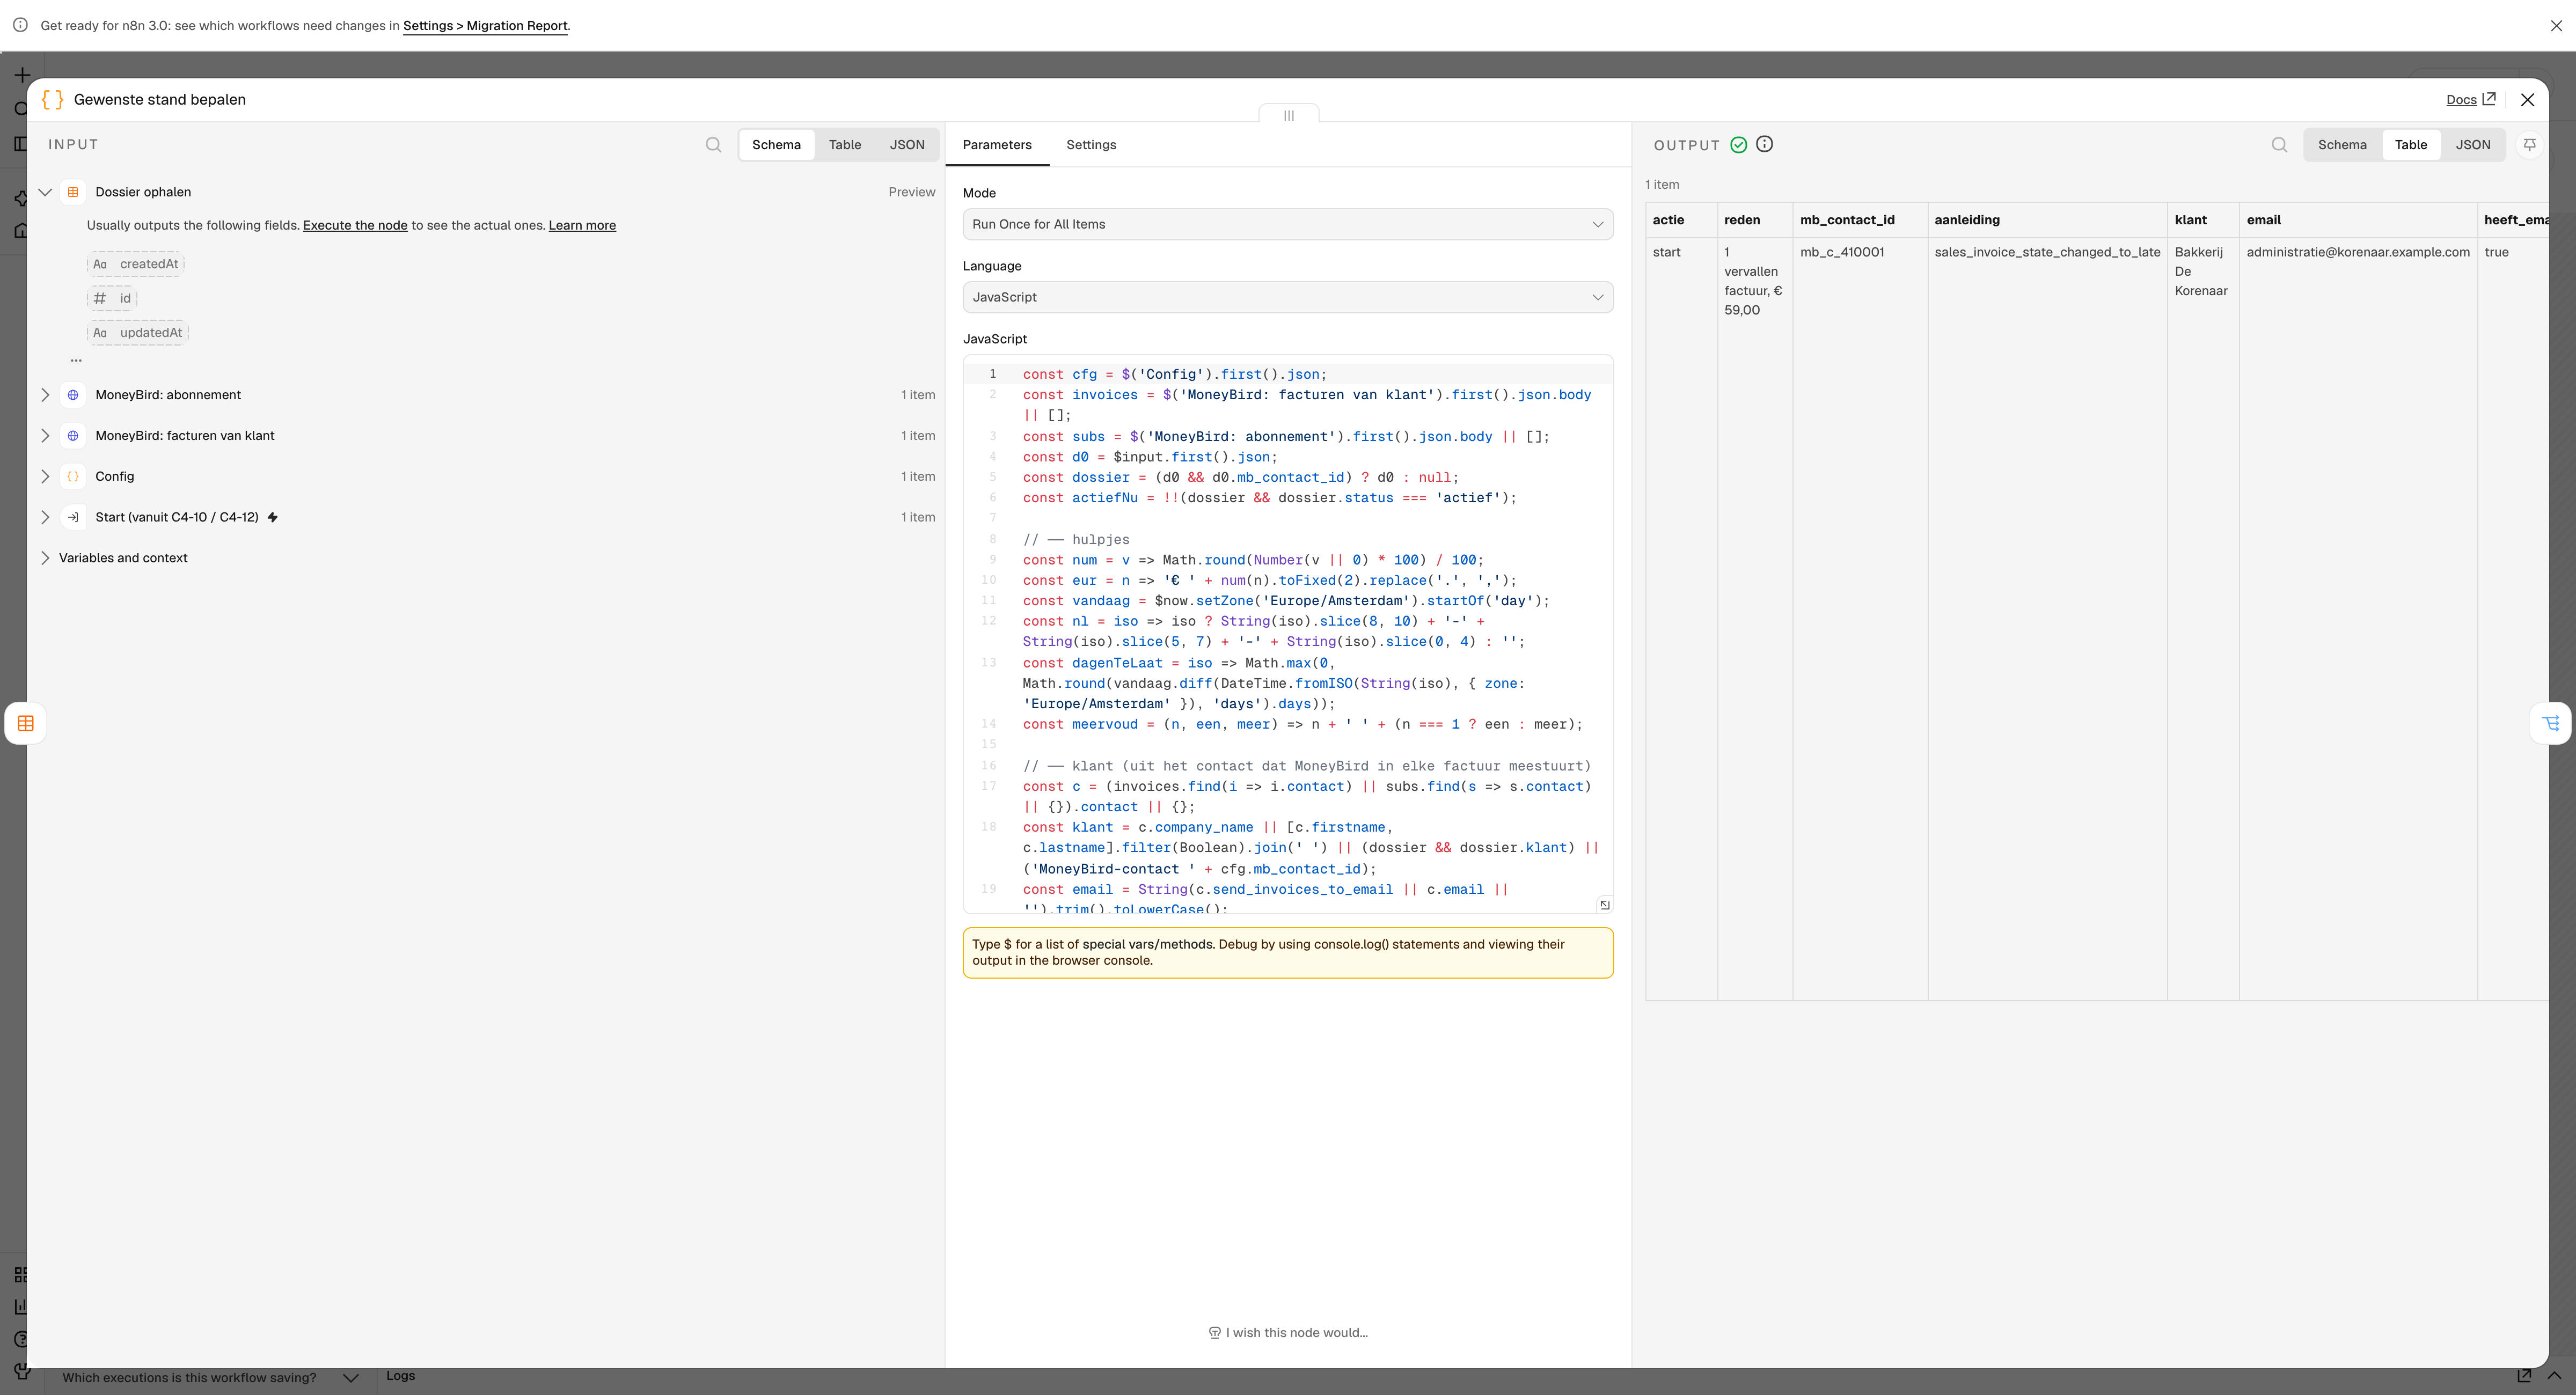 Get ready for n8n 3.0: see which workflows need changes in Settings > Migration Report.
Gewenste stand bepalen
Docs
INPUT
Schema
Table
JSON
Dossier ophalen
Preview
Usually outputs the following fields. Execute the node to see the actual ones. Learn more
Aa createdAt
# id
Aa updatedAt
...
MoneyBird: abonnement
1 item
MoneyBird: facturen van klant
1 item
Config
1 item
Start (vanuit C4-10 / C4-12)
1 item
Variables and context
Parameters
Settings
Mode
Run Once for All Items
Language
JavaScript
JavaScript
1 const cfg = $('Config').first().json;
2 const invoices = $('MoneyBird: facturen van klant').first().json.body
|| [];
3 const subs = $('MoneyBird: abonnement').first().json.body || [];
4 const d0 = $input.first().json;
5 const dossier = (d0 && d0.mb_contact_id) ? d0 : null;
6 const actiefNu = !!(dossier && dossier.status === 'actief');
7
8 // —— hulpjes
9 const num = v => Math.round(Number(v || 0) * 100) / 100;
10 const eur = n => '€ ' + num(n).toFixed(2).replace('.', ',');
11 const vandaag = $now.setZone('Europe/Amsterdam').startOf('day');
12 const nl = iso => iso ? String(iso).slice(8, 10) + '-' +
String(iso).slice(5, 7) + '-' + String(iso).slice(0, 4) : '';
13 const dagenTeLaat = iso => Math.max(0,
Math.round(vandaag.diff(DateTime.fromISO(String(iso), { zone:
'Europe/Amsterdam' }), 'days').days));
14 const meervoud = (n, een, meer) => n + ' ' + (n === 1 ? een : meer);
15
16 // —— klant (uit het contact dat MoneyBird in elke factuur meestuurt)
17 const c = (invoices.find(i => i.contact) || subs.find(s => s.contact)
|| {}).contact || {};
18 const klant = c.company_name || [c.firstname,
c.lastname].filter(Boolean).join(' ') || (dossier && dossier.klant) ||
('MoneyBird-contact ' + cfg.mb_contact_id);
19 const email = String(c.send_invoices_to_email || c.email ||
'').trim().toLowerCase();
Type $ for a list of special vars/methods. Debug by using console.log() statements and viewing their
output in the browser console.
I wish this node would...
OUTPUT
Schema
Table
JSON
1 item
actie
reden
mb_contact_id
aanleiding
klant
email
heeft_ema
start
1
vervallen
factuur, €
59,00
mb_c_410001
sales_invoice_state_changed_to_late
Bakkerij
De
Korenaar
administratie@korenaar.example.com
true
Which executions is this workflow saving?
Logs